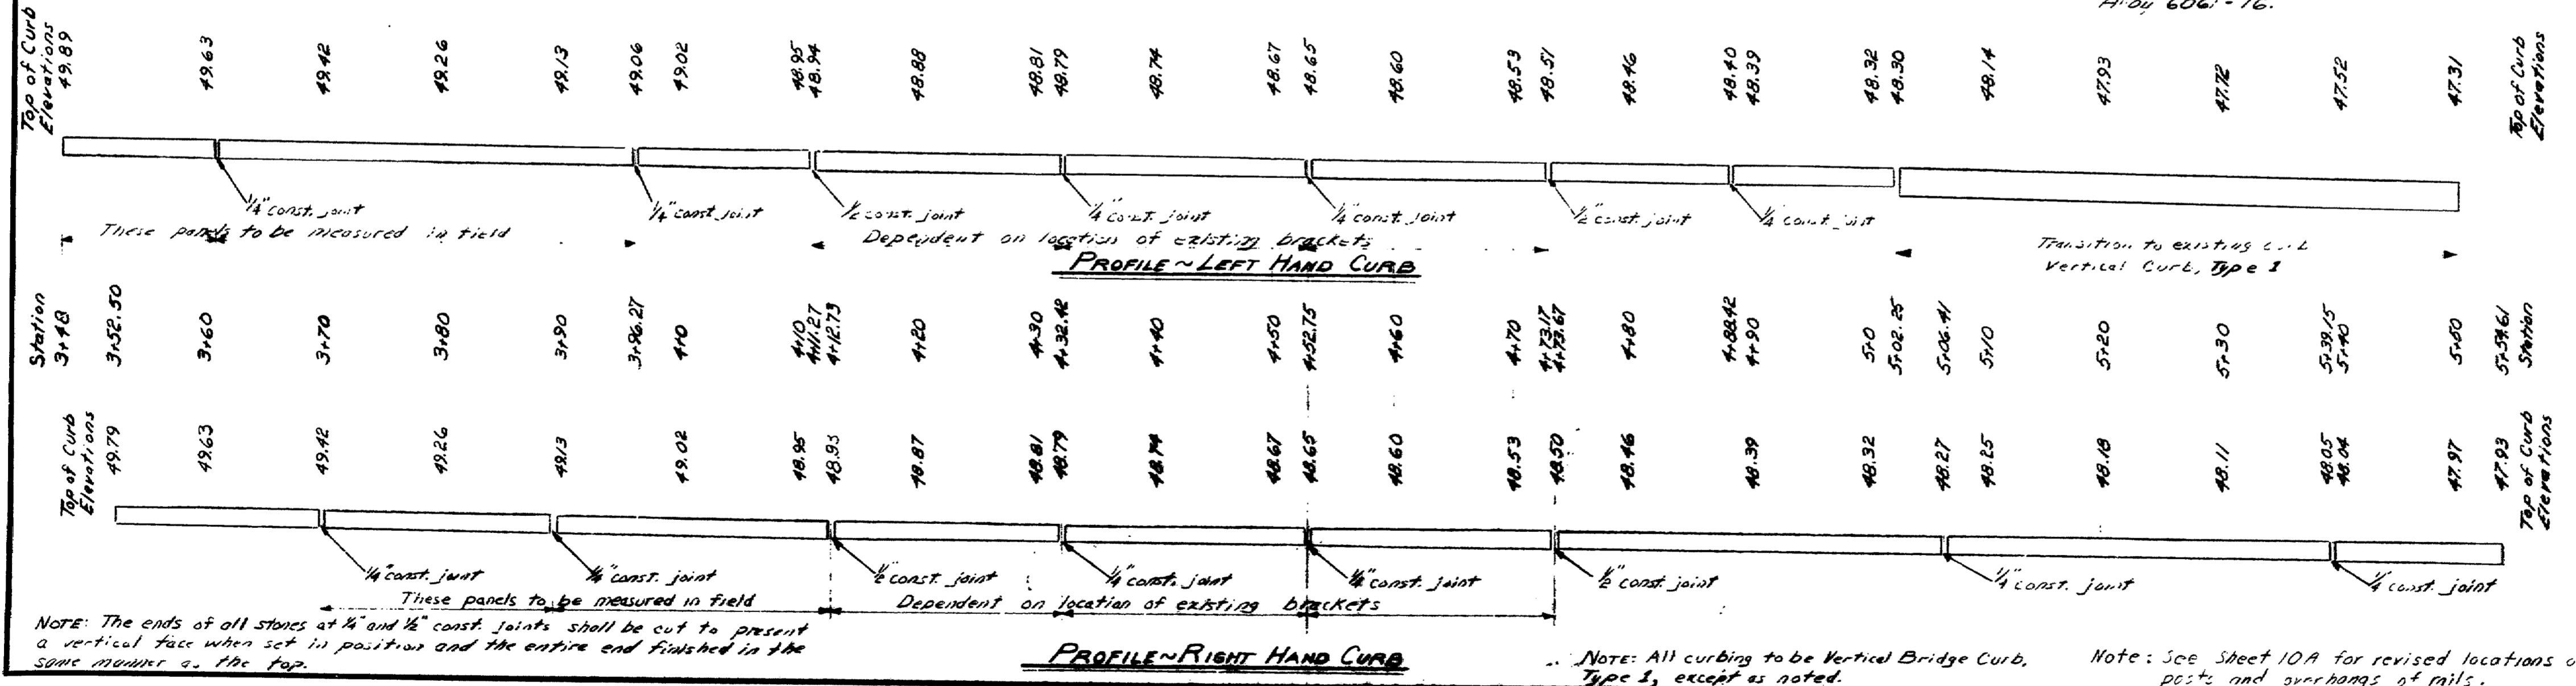 Alloy 6061-T6.
Top of Curb
Elevations
49.89 49.63 49.42 49.26 49.13 49.06 49.02 48.95 48.94 48.88 48.81 48.79 48.74 48.67 48.65 48.60 48.53 48.51 48.46 48.40 48.39 48.32 48.30 48.14 47.93 47.72 47.52 47.31
Top of Curb
Elevations
1/4" const. joint
1/4" const. joint
1/2 const. joint
1/4" const. joint
1/4" const. joint
1/2" const. joint
1/4" const. joint
These panels to be measured in field
Dependent on location of existing brackets
Transition to existing curb
Vertical Curb, Type I
PROFILE ~ LEFT HAND CURB
Station
3+48 3+52.50 3+60 3+70 3+80 3+90 3+96.27 4+0 4+10 4+11.27 4+12.73 4+20 4+30 4+32.42 4+40 4+50 4+52.75 4+60 4+70 4+73.17 4+73.67 4+80 4+88.42 4+90 5+0 5+02.25 5+06.41 5+10 5+20 5+30 5+39.15 5+40 5+50 5+54.61
Station
Top of Curb
Elevations
49.79 49.63 49.42 49.26 49.13 49.02 48.95 48.93 48.87 48.81 48.79 48.74 48.67 48.65 48.60 48.53 48.50 48.46 48.39 48.32 48.27 48.25 48.18 48.11 48.05 48.04 47.97 47.93
Top of Curb
Elevations
1/4" const. joint
1/4" const. joint
1/2" const. joint
1/4" const. joint
1/4" const. joint
1/2" const. joint
1/4" const. joint
1/4" const. joint
These panels to be measured in field
Dependent on location of existing brackets
NOTE: The ends of all stones at 1/4" and 1/2" const. joints shall be cut to present
a vertical face when set in position and the entire end finished in the
same manner as the top.
PROFILE ~ RIGHT HAND CURB
NOTE: All curbing to be Vertical Bridge Curb,
Type I, except as noted.
Note: See Sheet 10A for revised locations
posts and overhangs of rails.